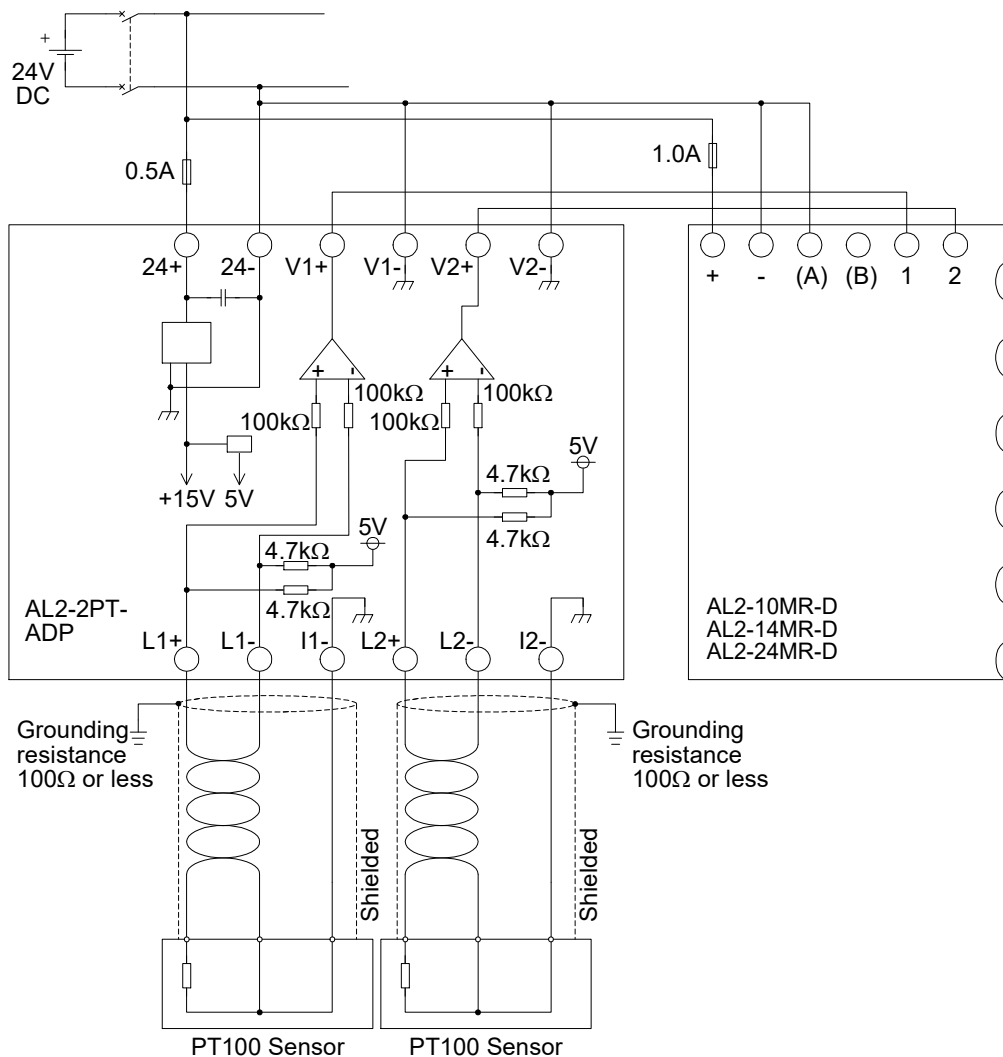 +
24V
DC
0.5A
1.0A
24+
24-
V1+
V1-
V2+
V2-
+
-
(A)
(B)
1
2
+
-
+
-
100kΩ
100kΩ
100kΩ
100kΩ
+15V
5V
5V
4.7kΩ
4.7kΩ
5V
4.7kΩ
4.7kΩ
AL2-2PT-
ADP
L1+
L1-
I1-
L2+
L2-
I2-
AL2-10MR-D
AL2-14MR-D
AL2-24MR-D
Grounding
resistance
100Ω or less
Shielded
Shielded
Grounding
resistance
100Ω or less
PT100 Sensor
PT100 Sensor